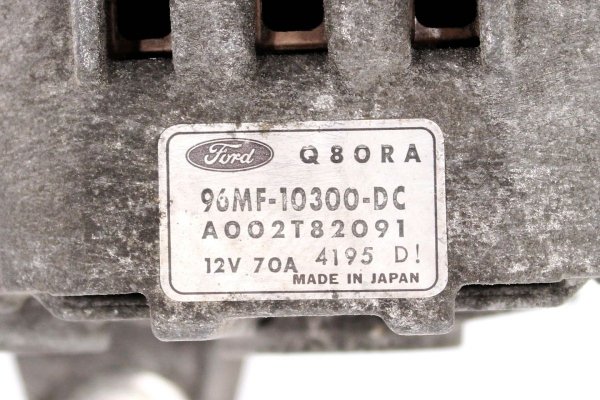 Ford Q80RA
96MF-10300-DC
A002T82091
12V 70A 4195 D!
MADE IN JAPAN